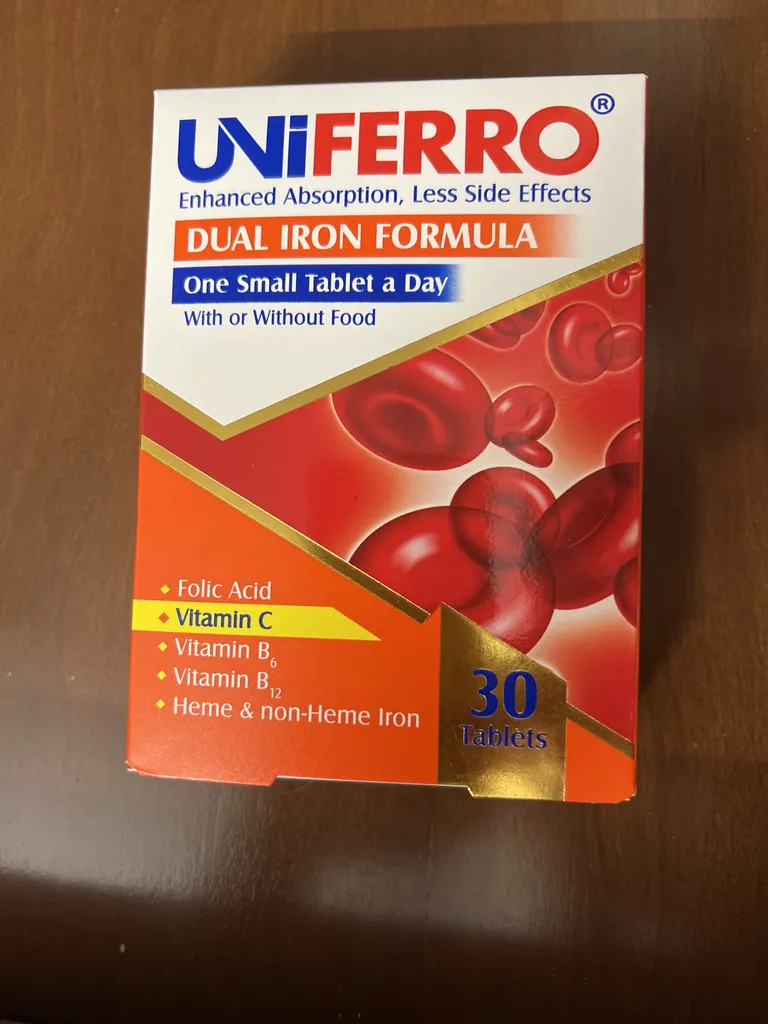 UNiFERRO®
Enhanced Absorption, Less Side Effects
DUAL IRON FORMULA
One Small Tablet a Day
With or Without Food
Folic Acid
Vitamin C
Vitamin B6
Vitamin B12
Heme & non-Heme Iron
30
Tablets